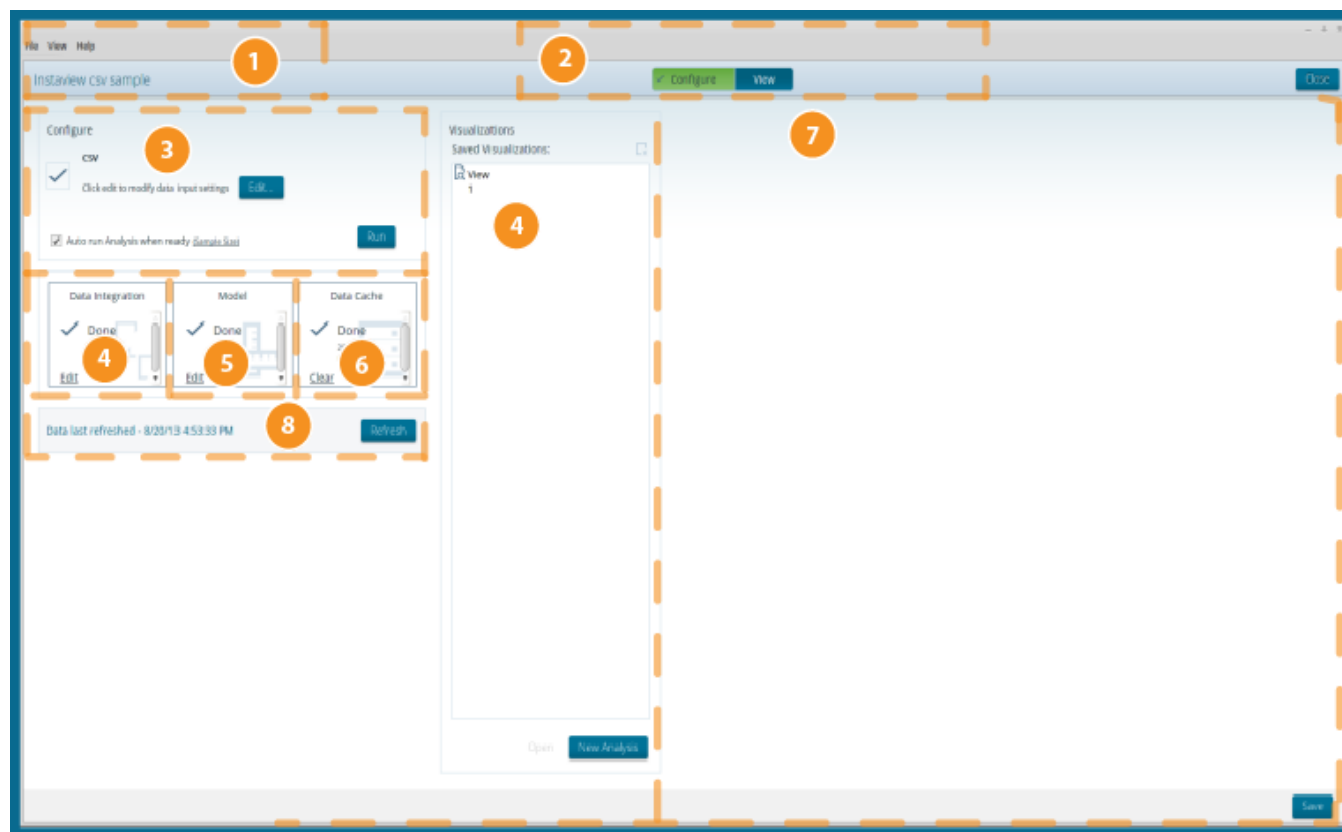 File View Help
1
2
Instaview csv sample
Configure View
Close
Configure
3
csv
Click edit to modify data input settings Edit...
Auto run Analysis when ready (Sample Size)
Run
Visualizations
Saved Visualizations:
View
4
7
Data Integration Model Data Cache
Done Done Done
4 5 6
Edit Edit Clear
Data last refreshed - 8/20/13 4:53:33 PM
8
Refresh
Open New Analysis
Save